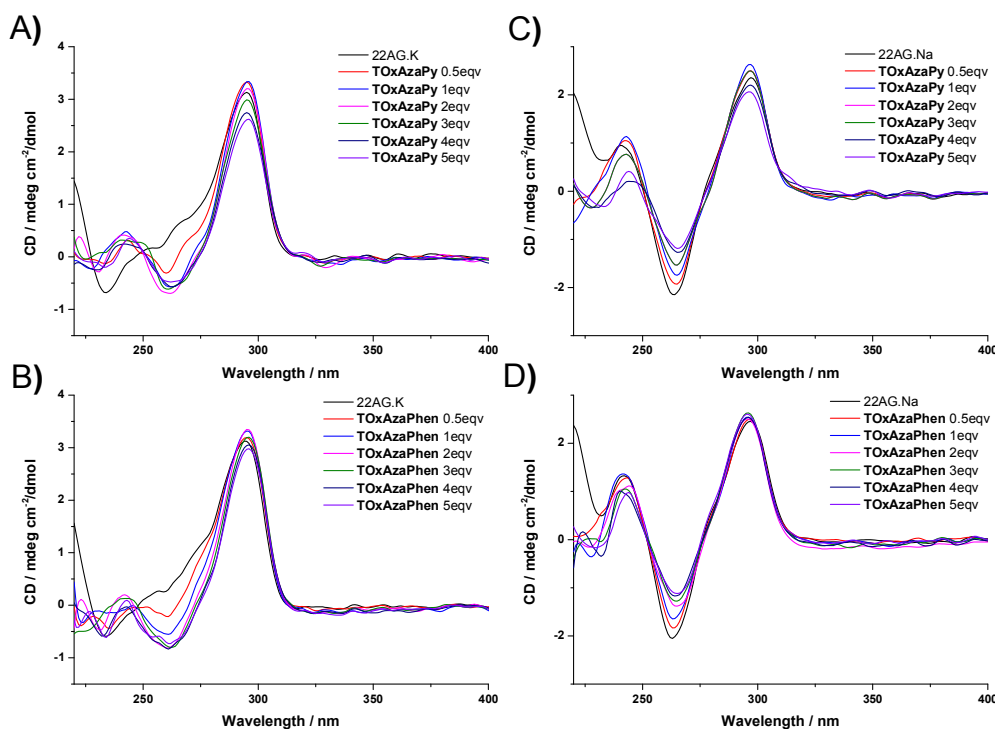 A)
22AG.K
TOxAzaPy 0.5eqv
TOxAzaPy 1eqv
TOxAzaPy 2eqv
TOxAzaPy 3eqv
TOxAzaPy 4eqv
TOxAzaPy 5eqv
CD / mdeg cm-2/dmol
4
3
2
1
0
-1
250 300 350 400
Wavelength / nm
B)
22AG.K
TOxAzaPhen 0.5eqv
TOxAzaPhen 1eqv
TOxAzaPhen 2eqv
TOxAzaPhen 3eqv
TOxAzaPhen 4eqv
TOxAzaPhen 5eqv
CD / mdeg cm-2/dmol
4
3
2
1
0
-1
250 300 350 400
Wavelength / nm
C)
22AG.Na
TOxAzaPy 0.5eqv
TOxAzaPy 1eqv
TOxAzaPy 2eqv
TOxAzaPy 3eqv
TOxAzaPy 4eqv
TOxAzaPy 5eqv
CD / mdeg cm-2/dmol
2
0
-2
250 300 350 400
Wavelength / nm
D)
22AG.Na
TOxAzaPhen 0.5eqv
TOxAzaPhen 1eqv
TOxAzaPhen 2eqv
TOxAzaPhen 3eqv
TOxAzaPhen 4eqv
TOxAzaPhen 5eqv
CD / mdeg cm-2/dmol
2
0
-2
250 300 350 400
Wavelength / nm